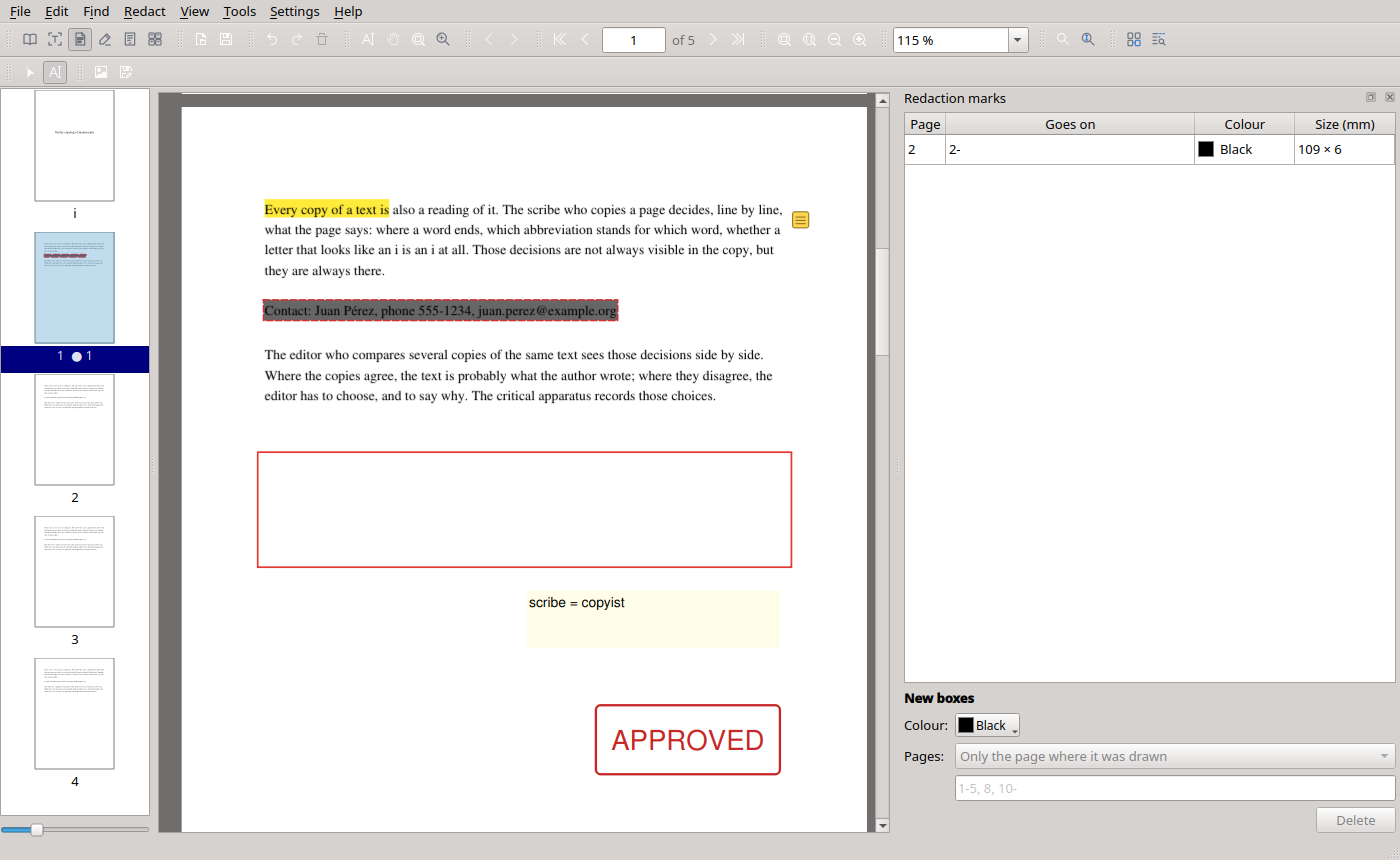 File Edit Find Redact View Tools Settings Help
1 of 5 115 %
i
1 1
2
3
4
Every copy of a text is also a reading of it. The scribe who copies a page decides, line by line,
what the page says: where a word ends, which abbreviation stands for which word, whether a
letter that looks like an i is an i at all. Those decisions are not always visible in the copy, but
they are always there.
Contact: Juan Pérez, phone 555-1234, juan.perez@example.org
The editor who compares several copies of the same text sees those decisions side by side.
Where the copies agree, the text is probably what the author wrote; where they disagree, the
editor has to choose, and to say why. The critical apparatus records those choices.
scribe = copyist
APPROVED
Redaction marks
Page Goes on Colour Size (mm)
2 2- Black 109 × 6
New boxes
Colour: Black
Pages: Only the page where it was drawn
1-5, 8, 10-
Delete